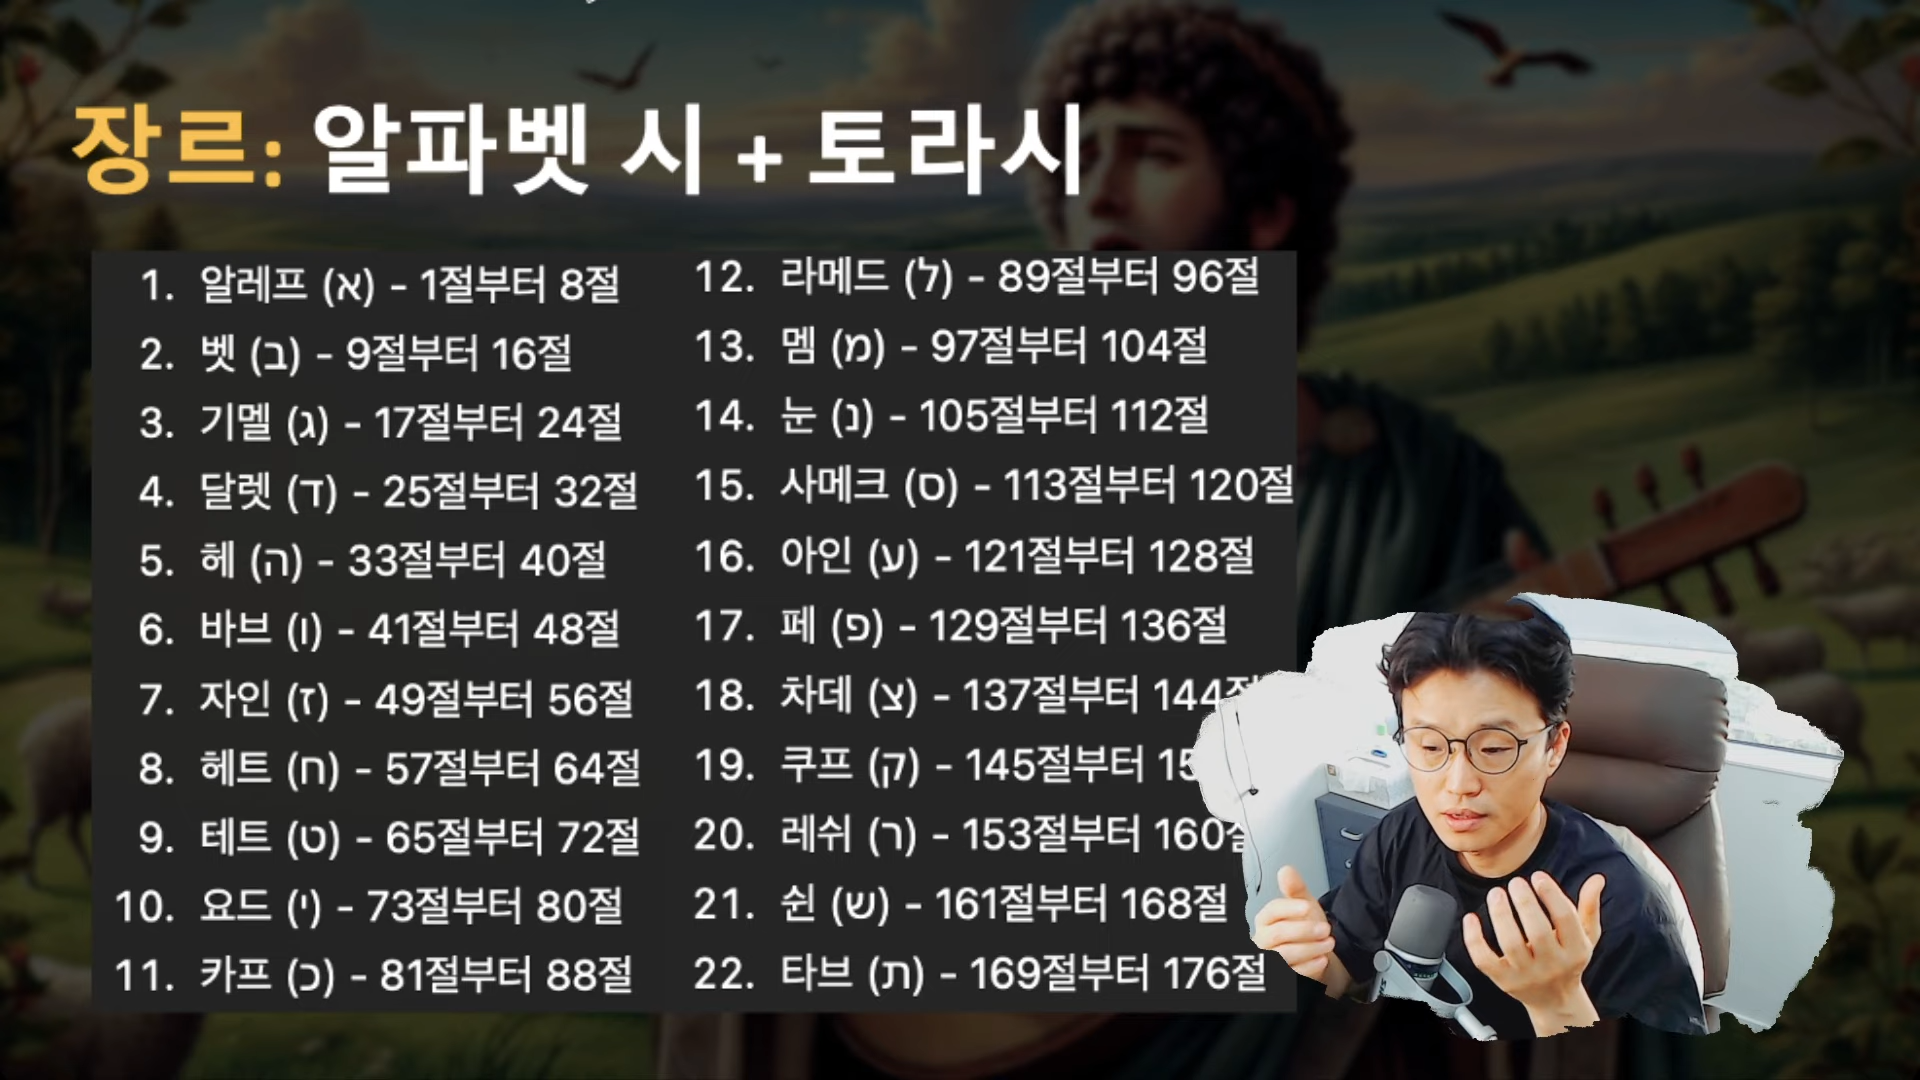 장르: 알파벳 시 + 토라시
1. 알레프 (א) - 1절부터 8절
2. 벳 (ב) - 9절부터 16절
3. 기멜 (ג) - 17절부터 24절
4. 달렛 (ד) - 25절부터 32절
5. 헤 (ה) - 33절부터 40절
6. 바브 (ו) - 41절부터 48절
7. 자인 (ז) - 49절부터 56절
8. 헤트 (ח) - 57절부터 64절
9. 테트 (ט) - 65절부터 72절
10. 요드 (י) - 73절부터 80절
11. 카프 (כ) - 81절부터 88절
12. 라메드 (ל) - 89절부터 96절
13. 멤 (מ) - 97절부터 104절
14. 눈 (נ) - 105절부터 112절
15. 사메크 (ס) - 113절부터 120절
16. 아인 (ע) - 121절부터 128절
17. 페 (פ) - 129절부터 136절
18. 차데 (צ) - 137절부터 144절
19. 쿠프 (ק) - 145절부터
20. 레쉬 (ר) - 153절부터 160절
21. 쉰 (ש) - 161절부터 168절
22. 타브 (ת) - 169절부터 176절